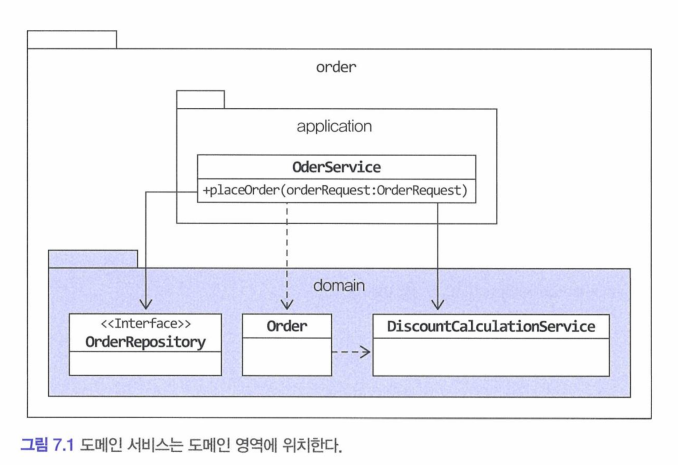 order
application
OderService
+placeOrder(orderRequest:OrderRequest)
domain
<<Interface>>
OrderRepository
Order
DiscountCalculationService
그림 7.1 도메인 서비스는 도메인 영역에 위치한다.